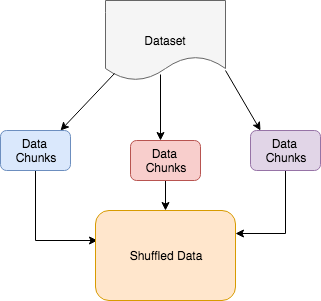 Dataset
Data
Chunks
Data
Chunks
Data
Chunks
Shuffled Data